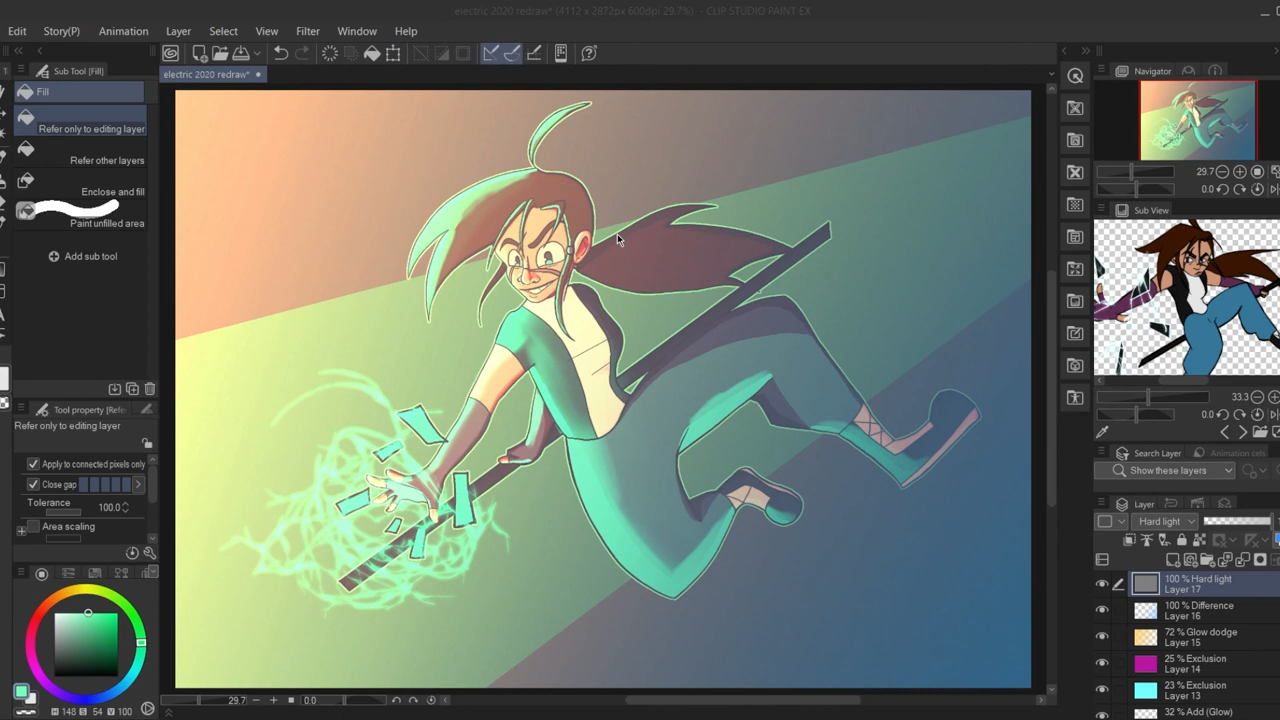 electric 2020 redraw* (4112 x 2872px 600dpi 29.7%) - CLIP STUDIO PAINT EX
Edit Story(P) Animation Layer Select View Filter Window Help
Sub Tool [Fill]
electric 2020 redraw*
Navigator
Fill
Refer only to editing layer
Refer other layers
Enclose and fill
Paint unfilled area
Add sub tool
29.7
0.0
Sub View
33.3
0.0
Tool property [Refe
Refer only to editing layer
Apply to connected pixels only
Close gap
Tolerance 100.0
Area scaling
Search Layer Animation cels
Show these layers
Layer
Hard light
100 % Hard light
Layer 17
100 % Difference
Layer 16
72 % Glow dodge
Layer 15
25 % Exclusion
Layer 14
23 % Exclusion
Layer 13
32 % Add (Glow)
29.7 0.0
H 148 S 54 V 100